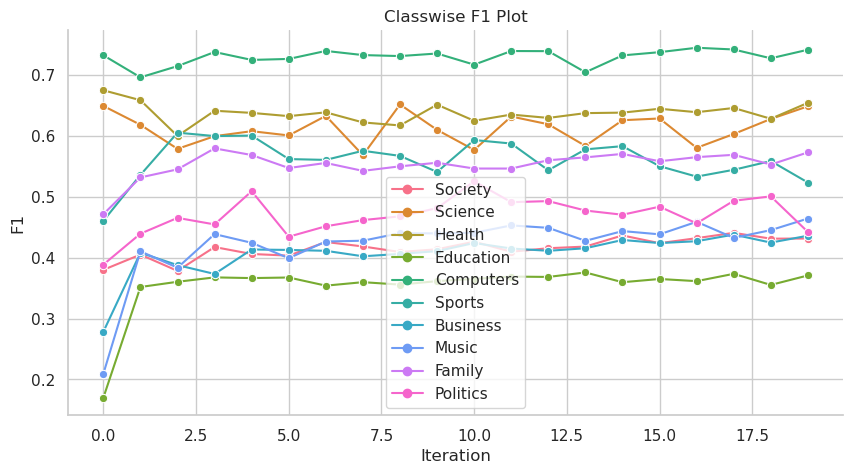 Classwise F1 Plot
F1
0.7
0.6
0.5
0.4
0.3
0.2
Society
Science
Health
Education
Computers
Sports
Business
Music
Family
Politics
0.0 2.5 5.0 7.5 10.0 12.5 15.0 17.5
Iteration